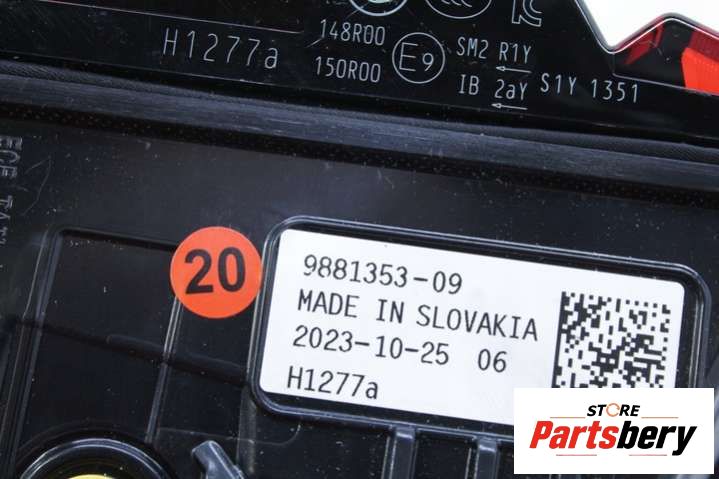 148R00
150R00
E9
SM2 R1Y
IB 2aY
S1Y 1351
H1277a
20
9881353-09
MADE IN SLOVAKIA
2023-10-25 06
H1277a
STORE
Partsbery